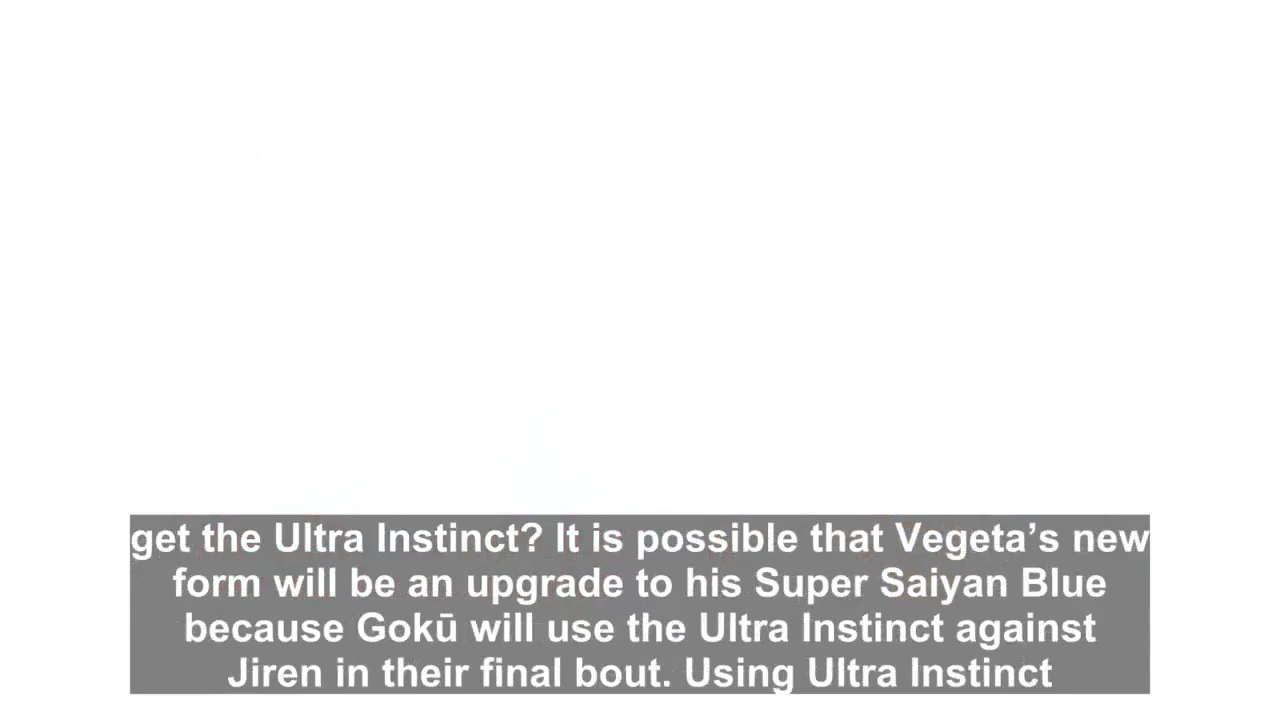 get the Ultra Instinct? It is possible that Vegeta’s new
form will be an upgrade to his Super Saiyan Blue
because Gokū will use the Ultra Instinct against
Jiren in their final bout. Using Ultra Instinct